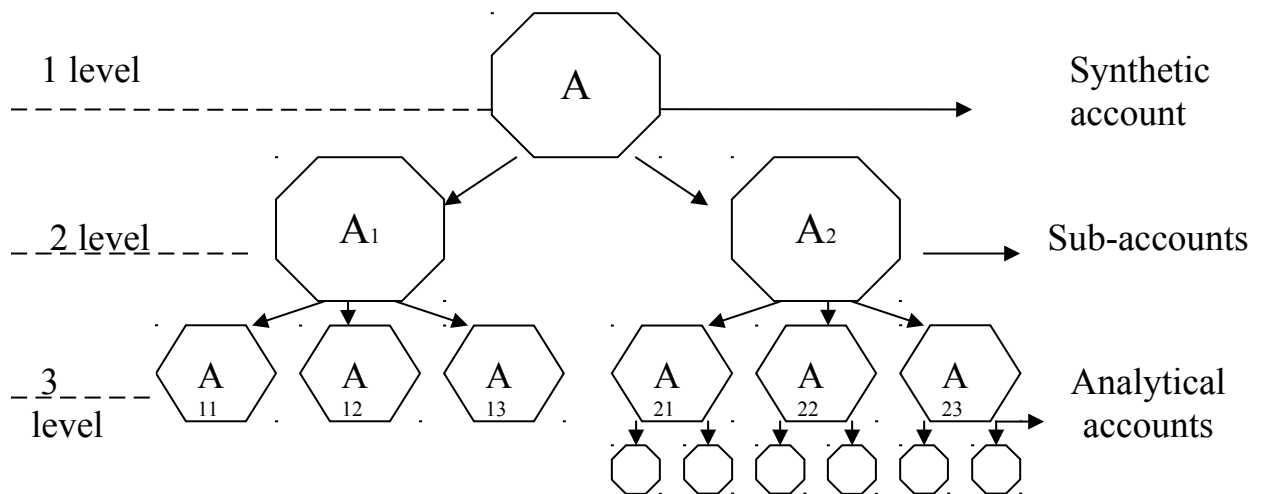 1 level
A
Synthetic
account
2 level
A1
A2
Sub-accounts
3
level
A
11
A
12
A
13
A
21
A
22
A
23
Analytical
accounts